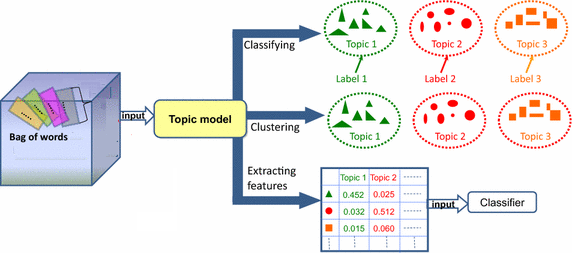 Classifying
Topic 1
Topic 2
Topic 3
Label 1
Label 2
Label 3
Bag of words
input
Topic model
Clustering
Topic 1
Topic 2
Topic 3
Extracting
features
Topic 1 Topic 2
0.452 0.025
0.032 0.512
0.015 0.060
input
Classifier